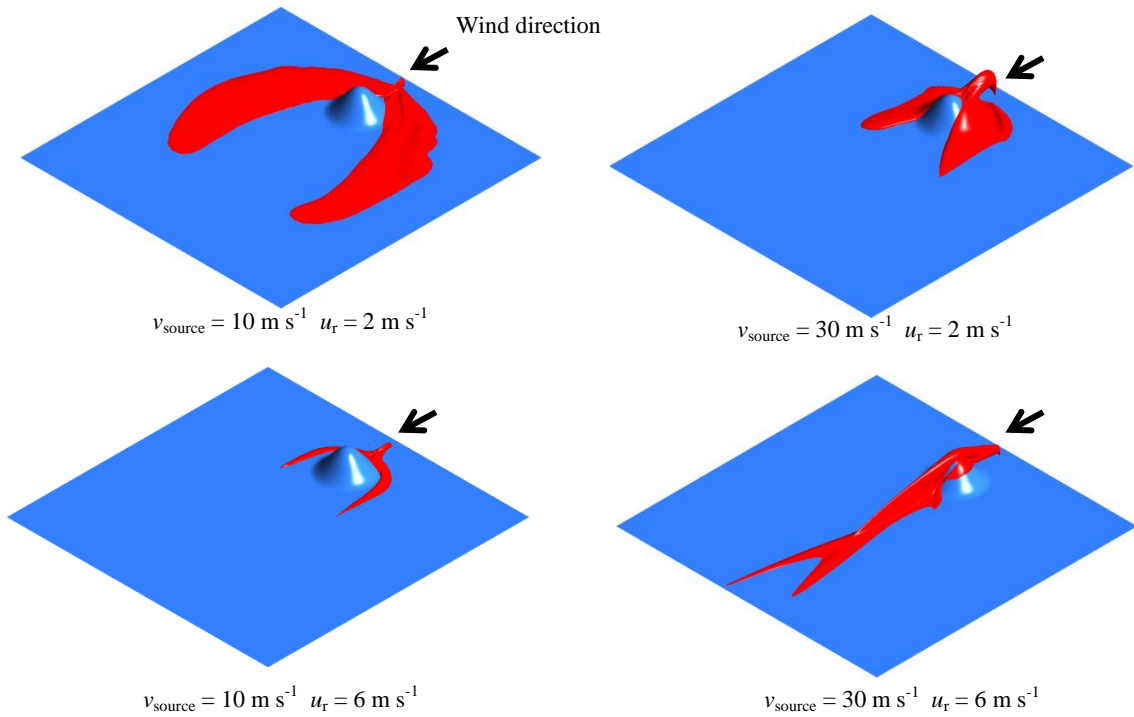 Wind direction
v_source = 10 m s⁻¹ u_r = 2 m s⁻¹
v_source = 30 m s⁻¹ u_r = 2 m s⁻¹
v_source = 10 m s⁻¹ u_r = 6 m s⁻¹
v_source = 30 m s⁻¹ u_r = 6 m s⁻¹